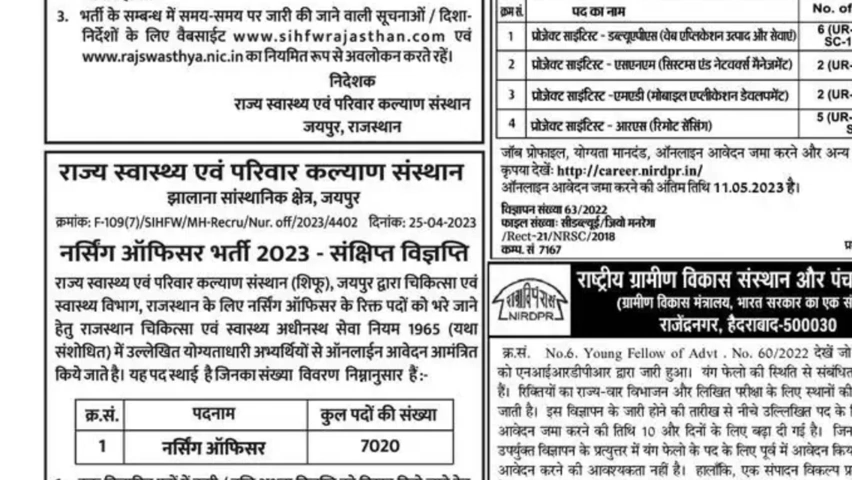 3. भर्ती के सम्बन्ध में समय-समय पर जारी की जाने वाली सूचनाओं / दिशा-
निर्देशों के लिए वैबसाईट www.sihfwrajasthan.com एवं
www.rajswasthya.nic.in का नियमित रूप से अवलोकन करते रहें।
निदेशक
राज्य स्वास्थ्य एवं परिवार कल्याण संस्थान
जयपुर, राजस्थान
राज्य स्वास्थ्य एवं परिवार कल्याण संस्थान
झालाना सांस्थानिक क्षेत्र, जयपुर
क्रमांक: F-109(7)/SIHFW/MH-Recru/Nur. off/2023/4402 दिनांक: 25-04-2023
नर्सिंग ऑफिसर भर्ती 2023 - संक्षिप्त विज्ञप्ति
राज्य स्वास्थ्य एवं परिवार कल्याण संस्थान (शिफू), जयपुर द्वारा चिकित्सा एवं
स्वास्थ्य विभाग, राजस्थान के लिए नर्सिंग ऑफिसर के रिक्त पदों को भरे जाने
हेतु राजस्थान चिकित्सा एवं स्वास्थ्य अधीनस्थ सेवा नियम 1965 (यथा
संशोधित) में उल्लेखित योग्यताधारी अभ्यर्थियों से ऑनलाईन आवेदन आमंत्रित
किये जाते है। यह पद स्थाई है जिनका संख्या विवरण निम्नानुसार हैं :-
क्र.सं. पदनाम कुल पदों की संख्या
1 नर्सिंग ऑफिसर 7020
क्रम सं. पद का नाम No. of
1 प्रोजेक्ट साइंटिस्ट - डब्ल्यूएपीएस (वेब एप्लिकेशन उत्पाद और सेवाएं) 6 (UR-
SC-1
2 प्रोजेक्ट साइंटिस्ट - एसएनएम (सिस्टम्स एंड नेटवर्क्स मैनेजमेंट) 2 (UR-
3 प्रोजेक्ट साइंटिस्ट -एमएडी (मोबाइल एप्लीकेशन डेवलपमेंट) 2 (UR-
4 प्रोजेक्ट साइंटिस्ट - आरएस (रिमोट सेंसिंग) 5 (UR-
S
जॉब प्रोफाइल, योग्यता मानदंड, ऑनलाइन आवेदन जमा करने और अन्य
कृपया देखें: http://career.nirdpr.in/
ऑनलाइन आवेदन जमा करने की अंतिम तिथि 11.05.2023 है।
विज्ञापन संख्या 63/2022
फाइल संख्याः सीडब्ल्यूई/जियो मनरेगा
/Rect-21/NRSC/2018
कम्प. सं 7167
NIRDPR
राष्ट्रीय ग्रामीण विकास संस्थान और पंच
(ग्रामीण विकास मंत्रालय, भारत सरकार का एक सं
राजेंद्रनगर, हैदराबाद-500030
क्र.सं. No.6. Young Fellow of Advt . No. 60/2022 देखें जो
को एनआईआरडीपीआर द्वारा जारी हुआ। यंग फेलो की स्थिति से संबंधित
हैं। रिक्तियों का राज्य-वार विभाजन और लिखित परीक्षा के लिए स्थानों की
जाती है। इस विज्ञापन के जारी होने की तारीख से नीचे उल्लिखित पद के
आवेदन जमा करने की तिथि 10 और दिनों के लिए बढ़ा दी गई है। जिन
उपर्युक्त विज्ञापन के प्रत्युत्तर में यंग फेलो के पद के लिए पूर्व में आवेदन किय
आवेदन करने की आवश्यकता नहीं है। हालाँकि, एक संपादन विकल्प प्र